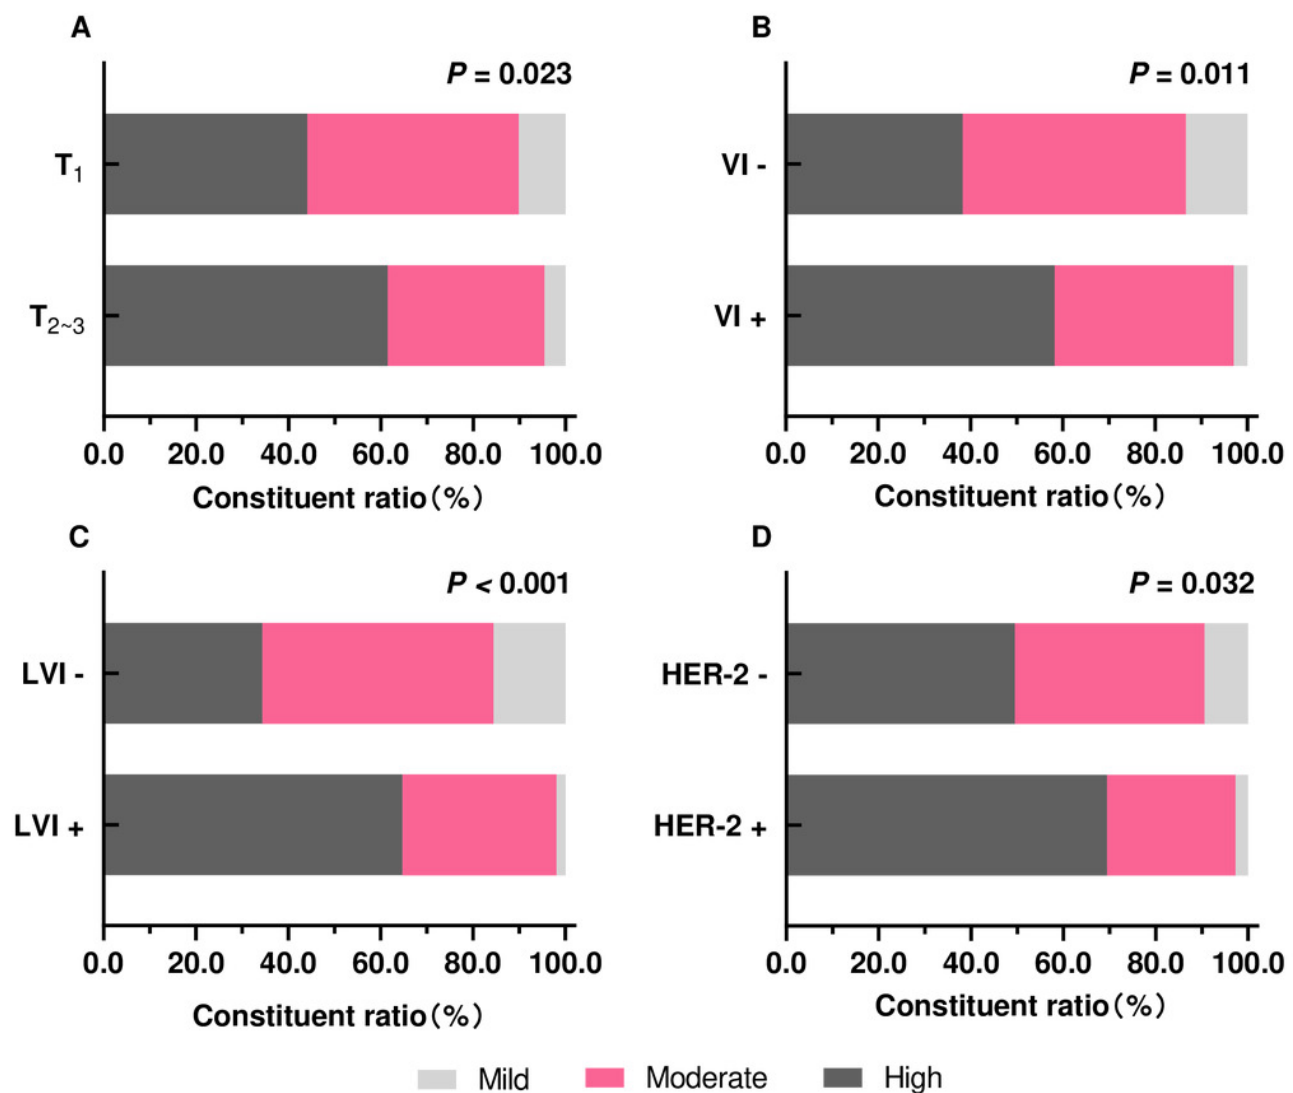 A
P = 0.023
T₁
T₂~₃
0.0 20.0 40.0 60.0 80.0 100.0
Constituent ratio(%)
B
P = 0.011
VI -
VI +
0.0 20.0 40.0 60.0 80.0 100.0
Constituent ratio(%)
C
P < 0.001
LVI -
LVI +
0.0 20.0 40.0 60.0 80.0 100.0
Constituent ratio(%)
D
P = 0.032
HER-2 -
HER-2 +
0.0 20.0 40.0 60.0 80.0 100.0
Constituent ratio(%)
Mild Moderate High